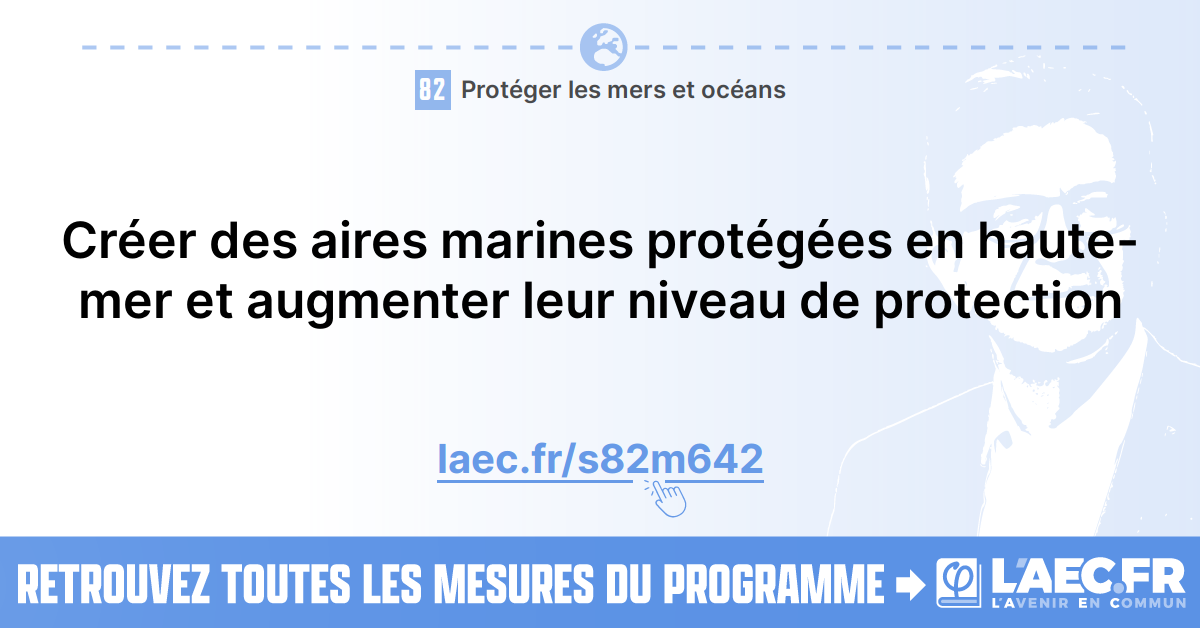 82 Protéger les mers et océans
Créer des aires marines protégées en haute-
mer et augmenter leur niveau de protection
laec.fr/s82m642
RETROUVEZ TOUTES LES MESURES DU PROGRAMME
φ L'AEC.FR
L'AVENIR EN COMMUN